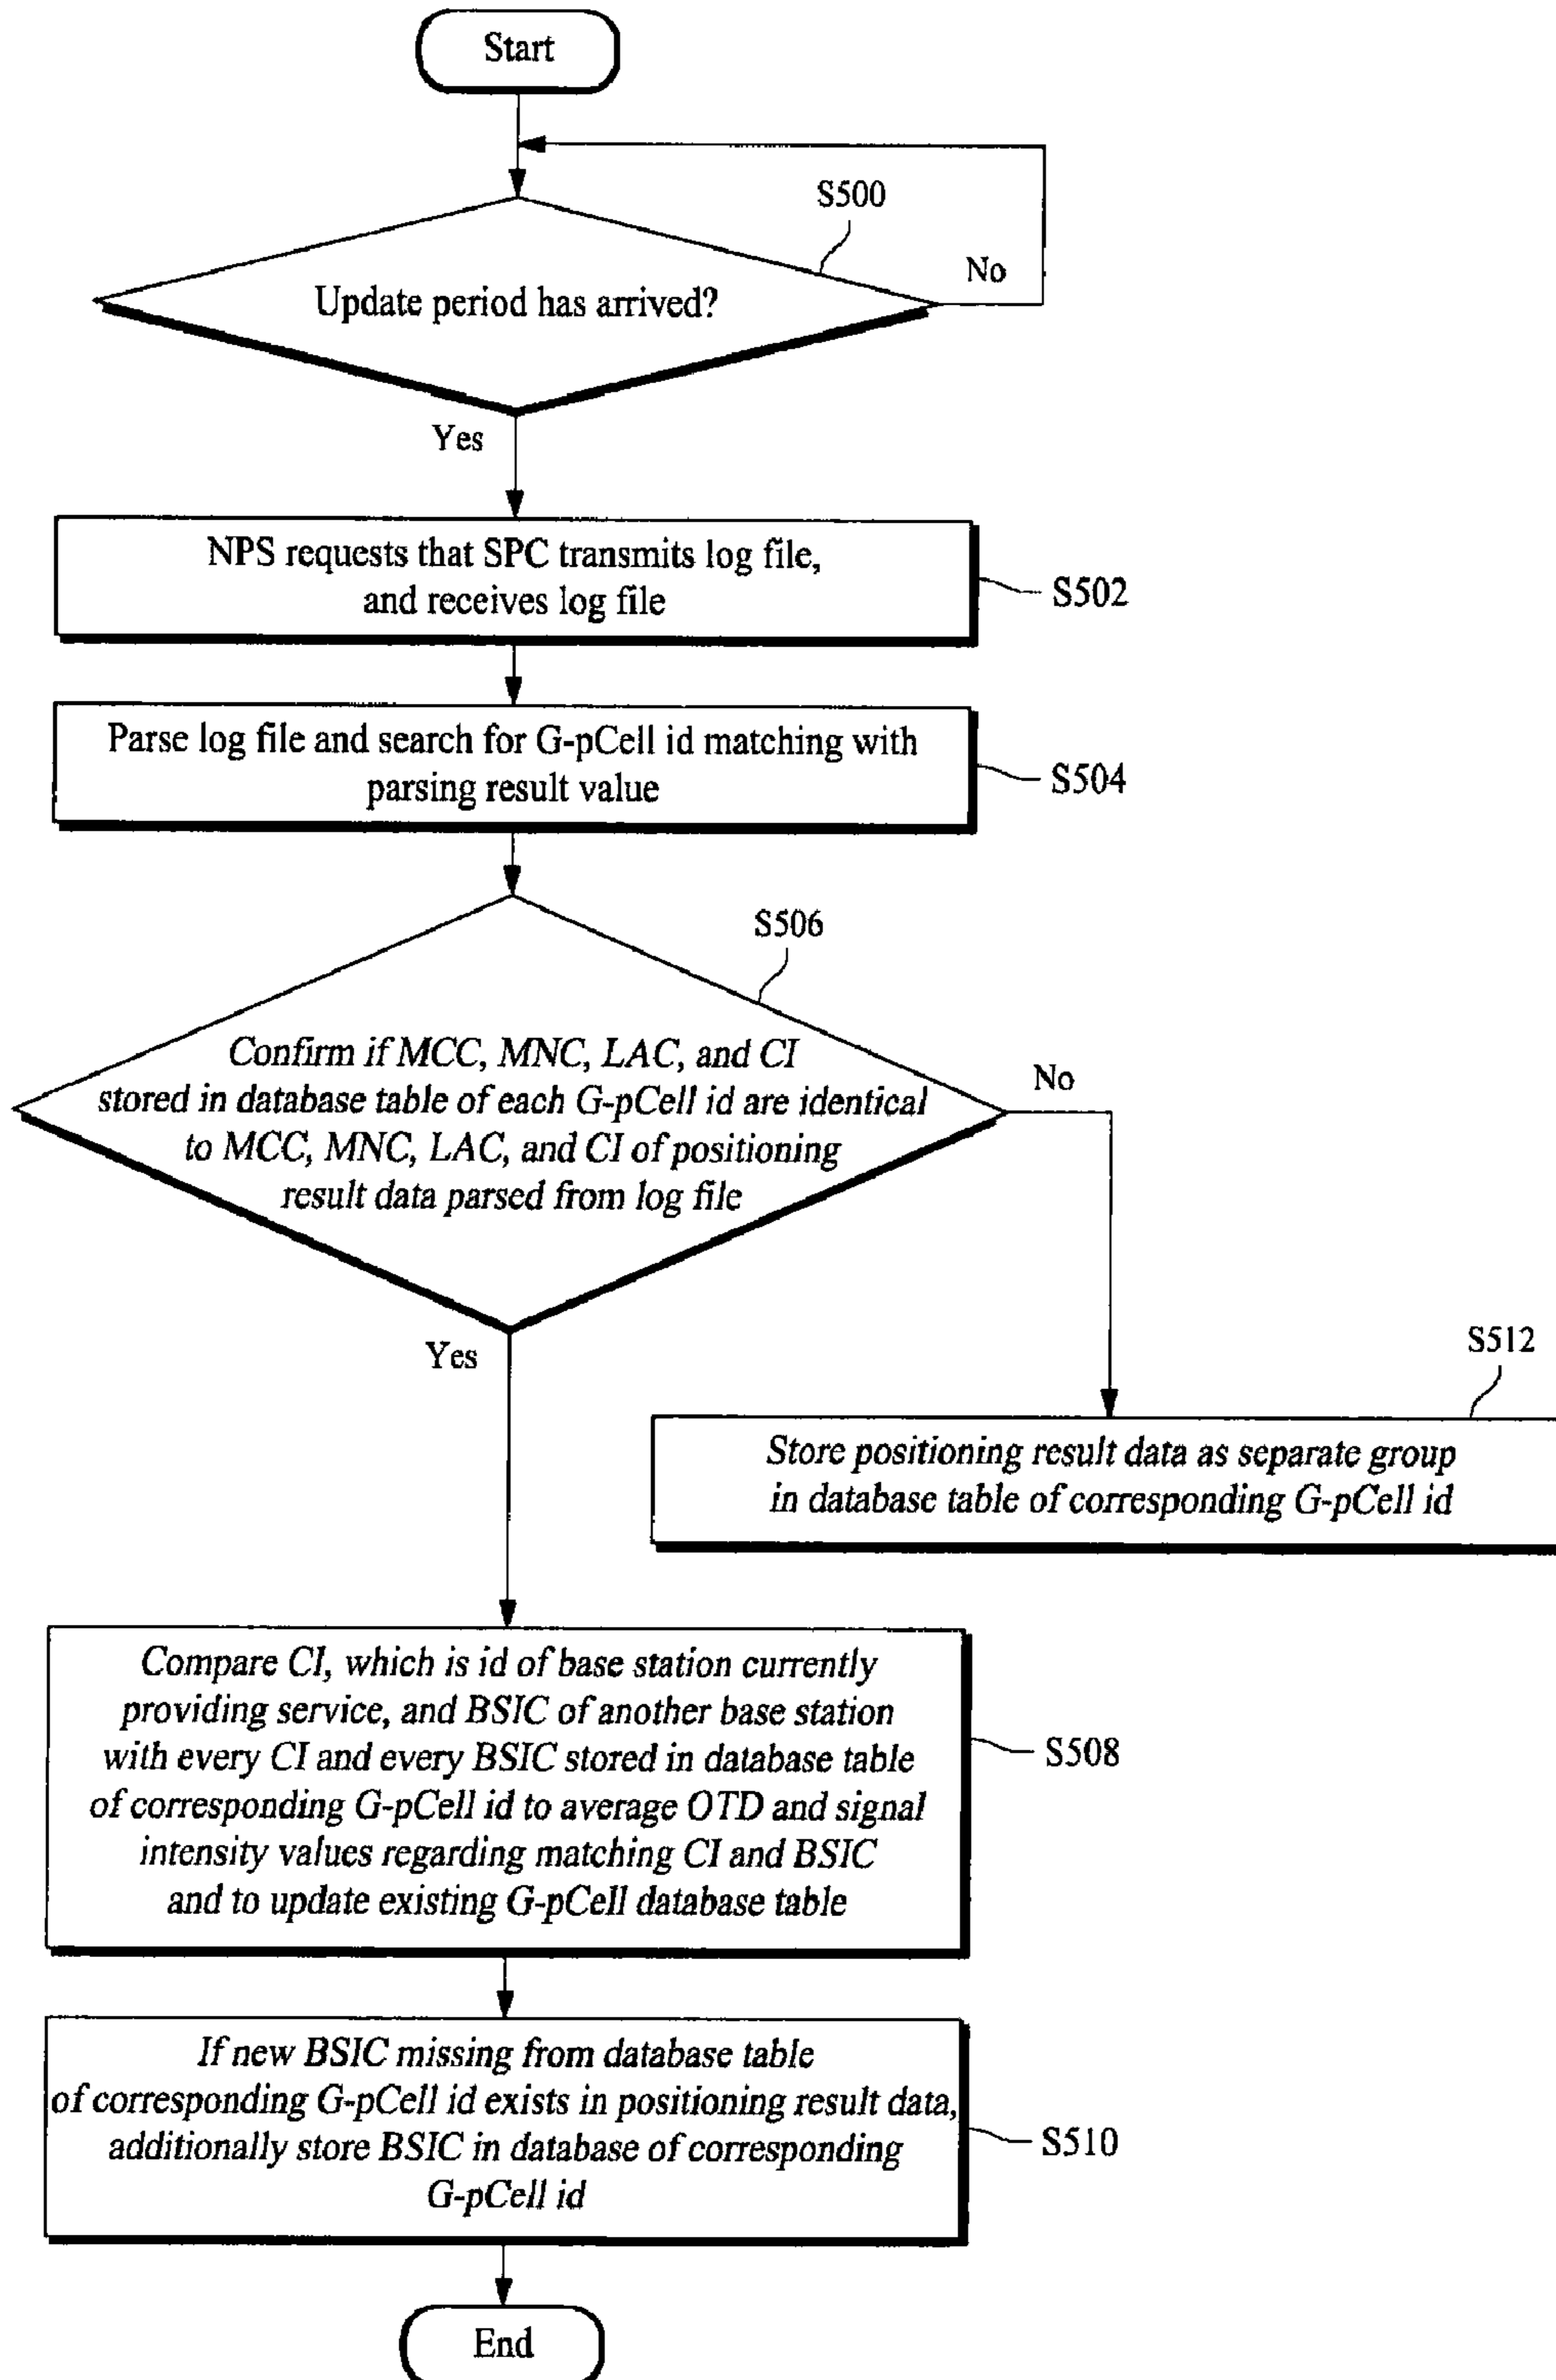 Start
S500
No
Update period has arrived?
Yes
NPS requests that SPC transmits log file,
and receives log file
S502
Parse log file and search for G-pCell id matching with
parsing result value
S504
S506
Confirm if MCC, MNC, LAC, and CI
stored in database table of each G-pCell id are identical
to MCC, MNC, LAC, and CI of positioning
result data parsed from log file
No
Yes
S512
Store positioning result data as separate group
in database table of corresponding G-pCell id
Compare CI, which is id of base station currently
providing service, and BSIC of another base station
with every CI and every BSIC stored in database table
of corresponding G-pCell id to average OTD and signal
intensity values regarding matching CI and BSIC
and to update existing G-pCell database table
S508
If new BSIC missing from database table
of corresponding G-pCell id exists in positioning result data,
additionally store BSIC in database of corresponding
G-pCell id
S510
End